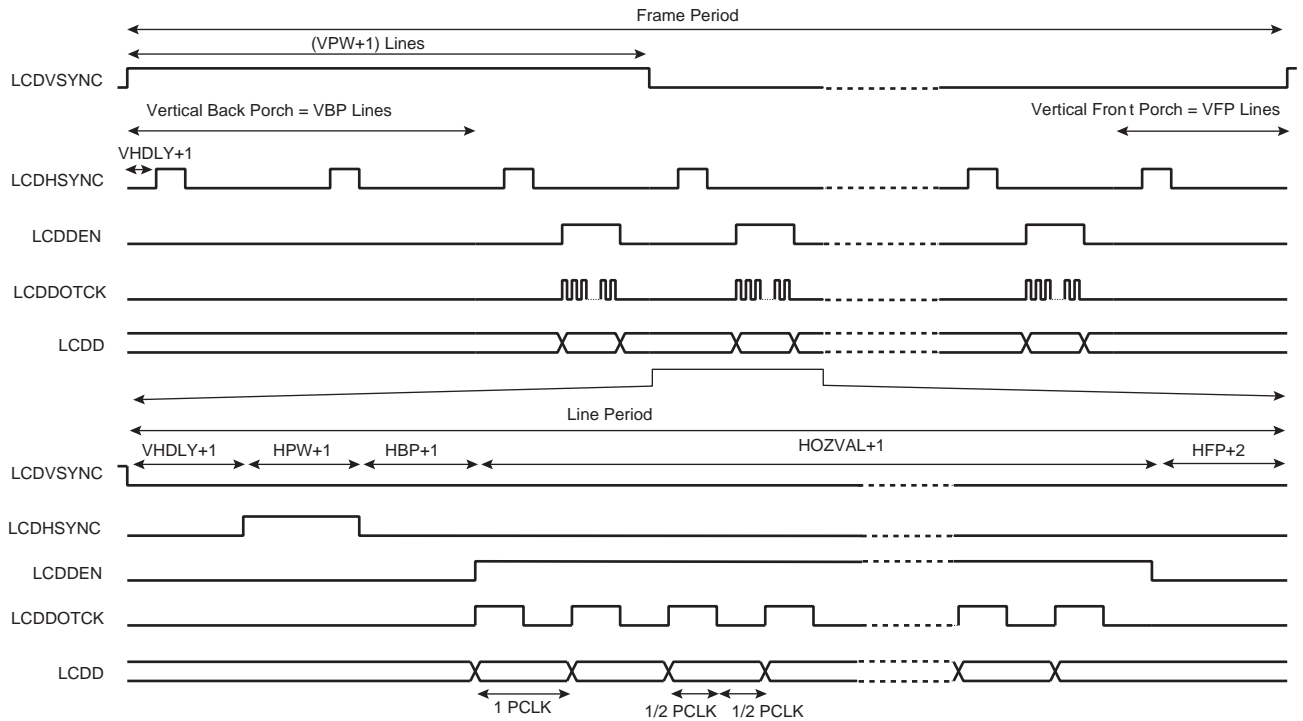 Frame Period
(VPW+1) Lines
LCDVSYNC
Vertical Back Porch = VBP Lines
Vertical Front Porch = VFP Lines
VHDLY+1
LCDHSYNC
LCDDEN
LCDDOTCK
LCDD
Line Period
VHDLY+1 HPW+1 HBP+1 HOZVAL+1 HFP+2
LCDVSYNC
LCDHSYNC
LCDDEN
LCDDOTCK
LCDD
1 PCLK 1/2 PCLK 1/2 PCLK